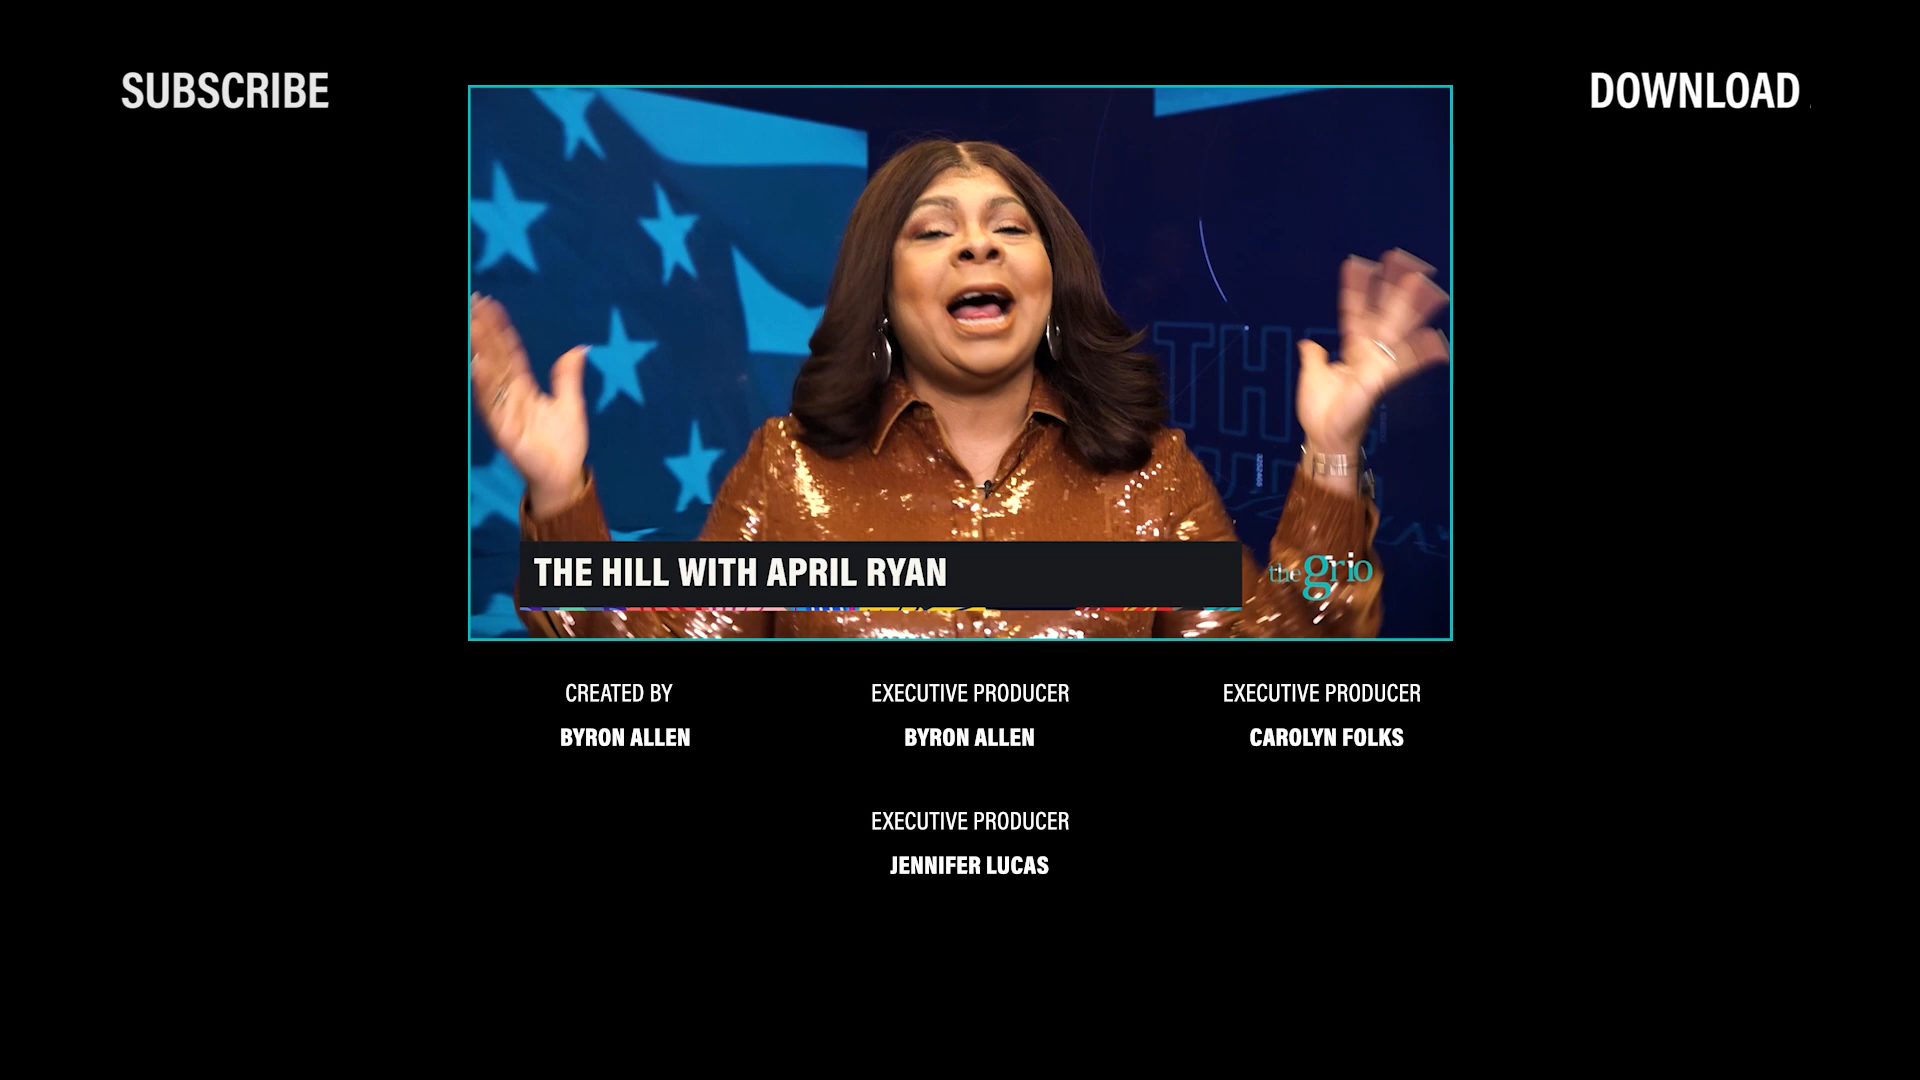 SUBSCRIBE
DOWNLOAD
THE
THE HILL WITH APRIL RYAN
thegrio
CREATED BY
BYRON ALLEN
EXECUTIVE PRODUCER
BYRON ALLEN
EXECUTIVE PRODUCER
CAROLYN FOLKS
EXECUTIVE PRODUCER
JENNIFER LUCAS